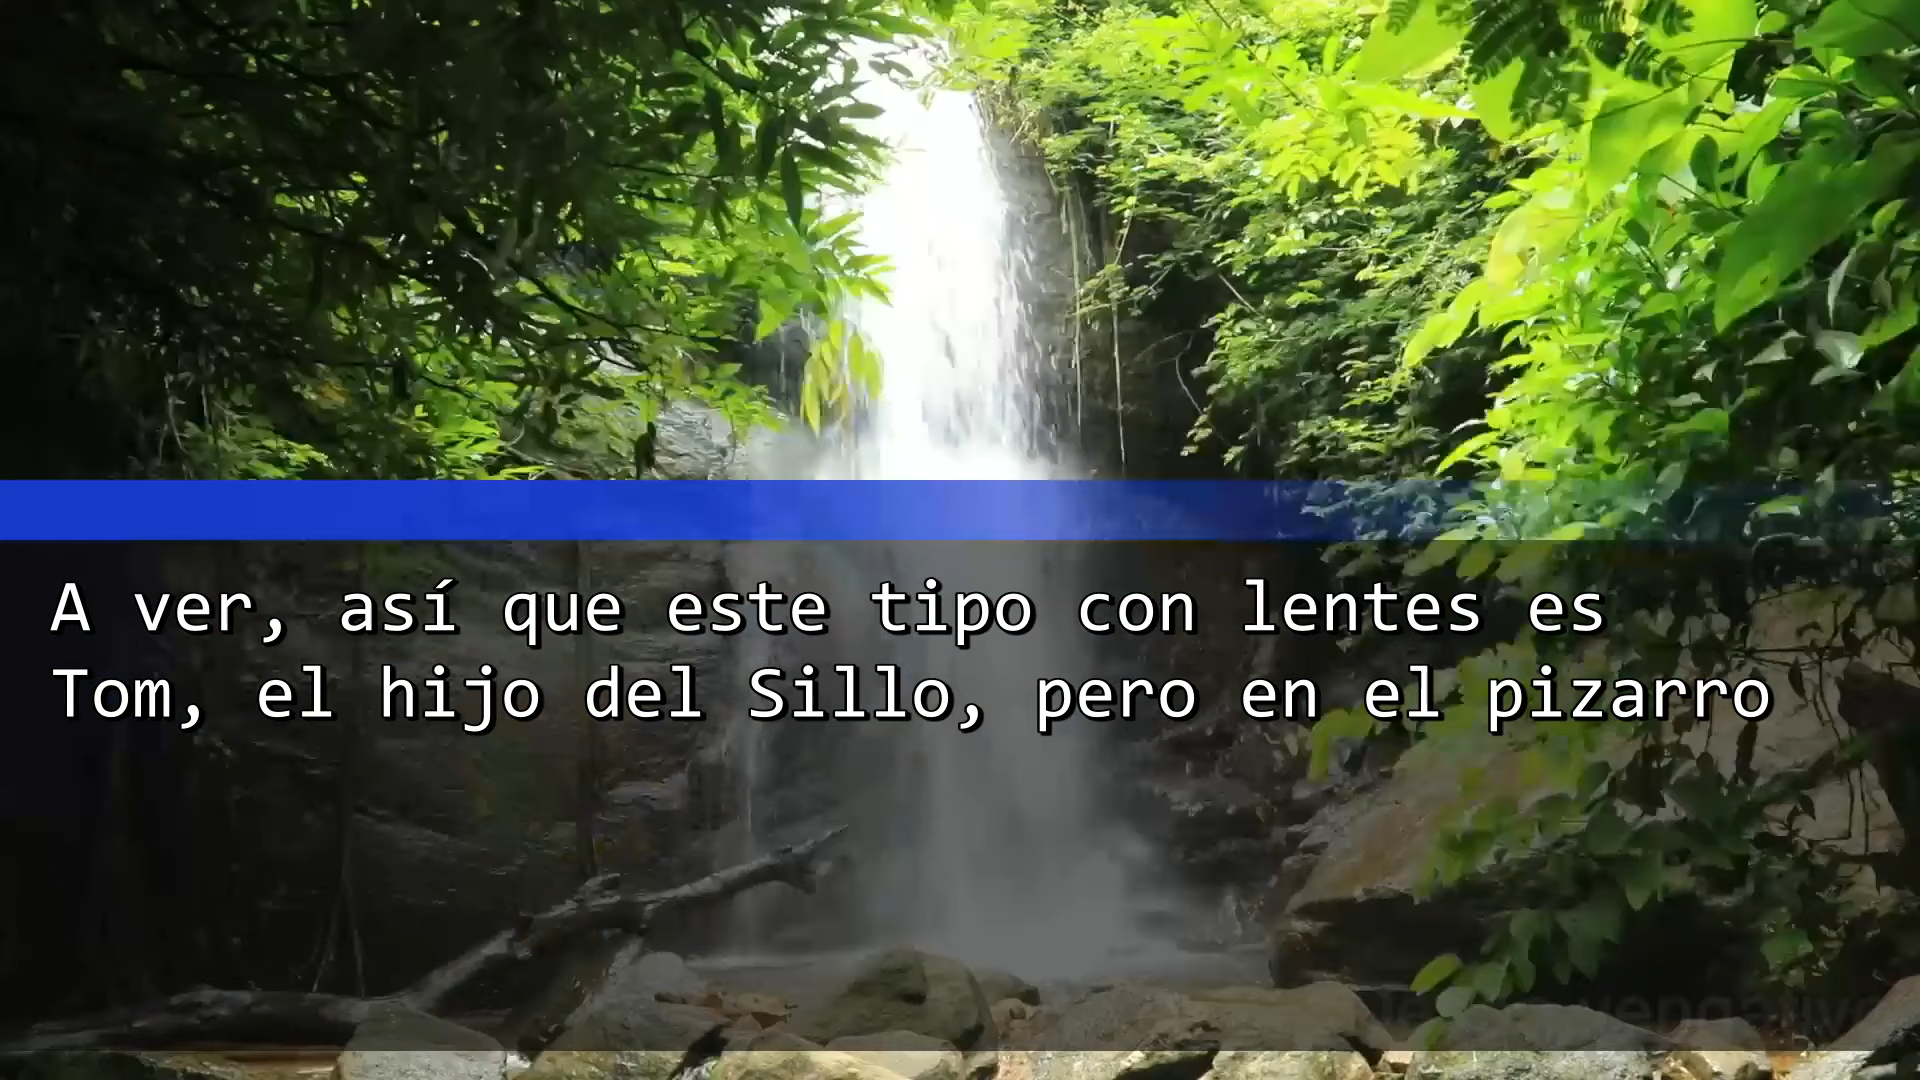 A ver, así que este tipo con lentes es
Tom, el hijo del Sillo, pero en el pizarro